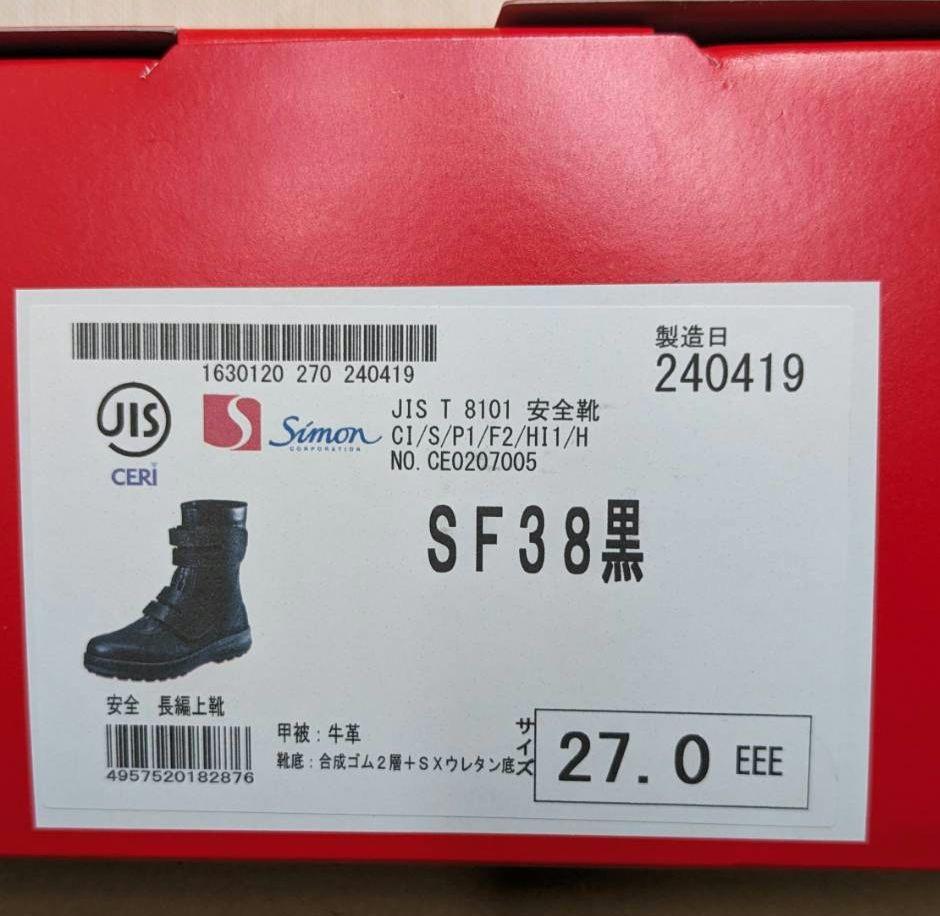 製造日
240419
1630120 270 240419
JIS
CERI
Simon
CORPORATION
JIS T 8101 安全靴
CI/S/P1/F2/HI1/H
NO. CE0207005
SF38黒
安全 長編上靴
4957520182876
甲被：牛革
靴底：合成ゴム2層＋SXウレタン底
サイズ
27.0 EEE